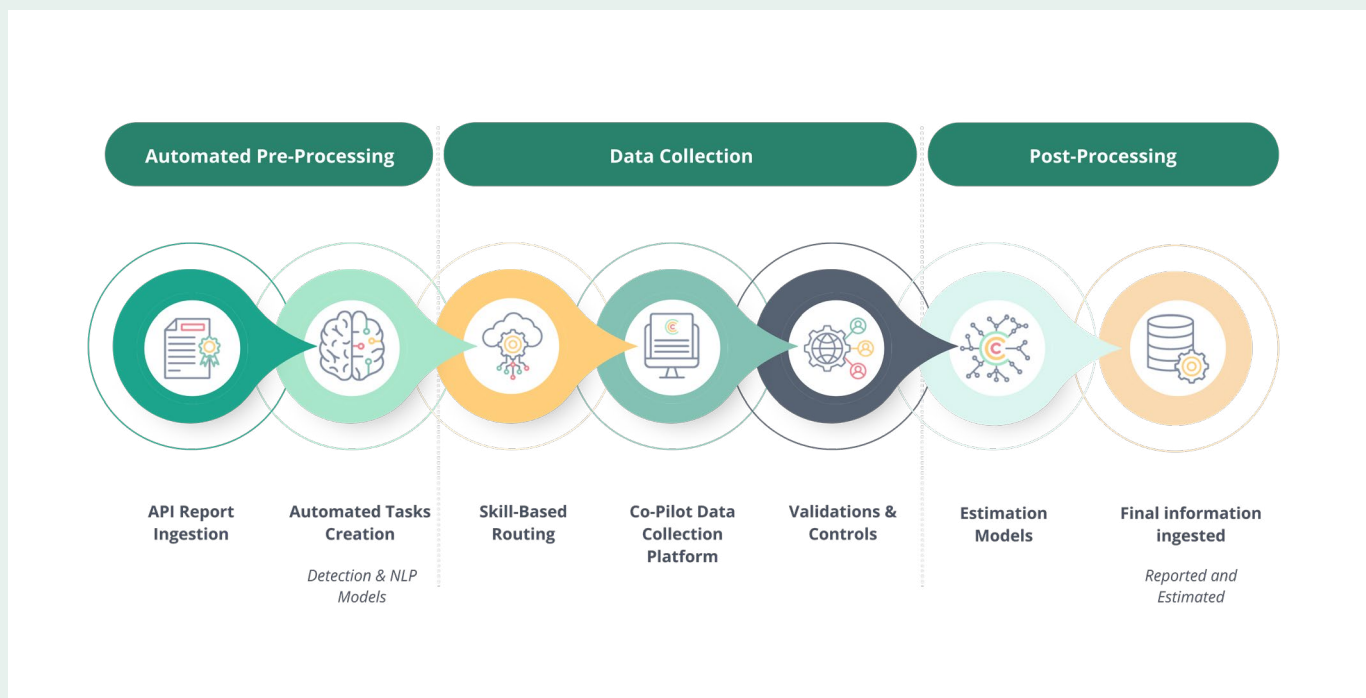 Automated Pre-Processing
Data Collection
Post-Processing
API Report
Ingestion
Automated Tasks
Creation
Detection & NLP
Models
Skill-Based
Routing
Co-Pilot Data
Collection
Platform
Validations &
Controls
Estimation
Models
Final information
ingested
Reported and
Estimated